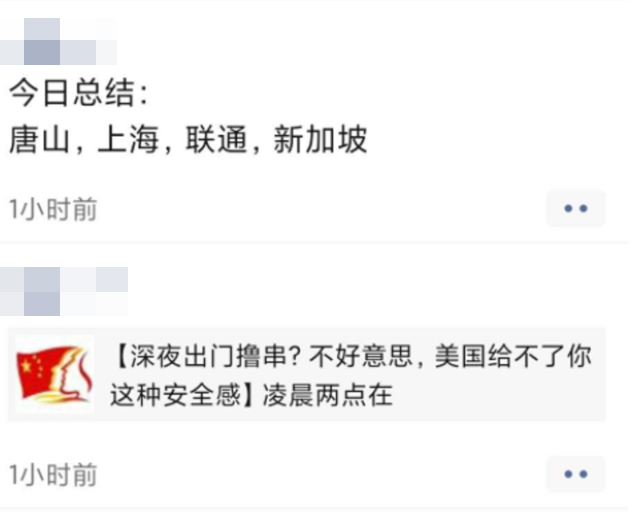 今日总结：
唐山，上海，联通，新加坡
1小时前
【深夜出门撸串？不好意思，美国给不了你
这种安全感】凌晨两点在
1小时前